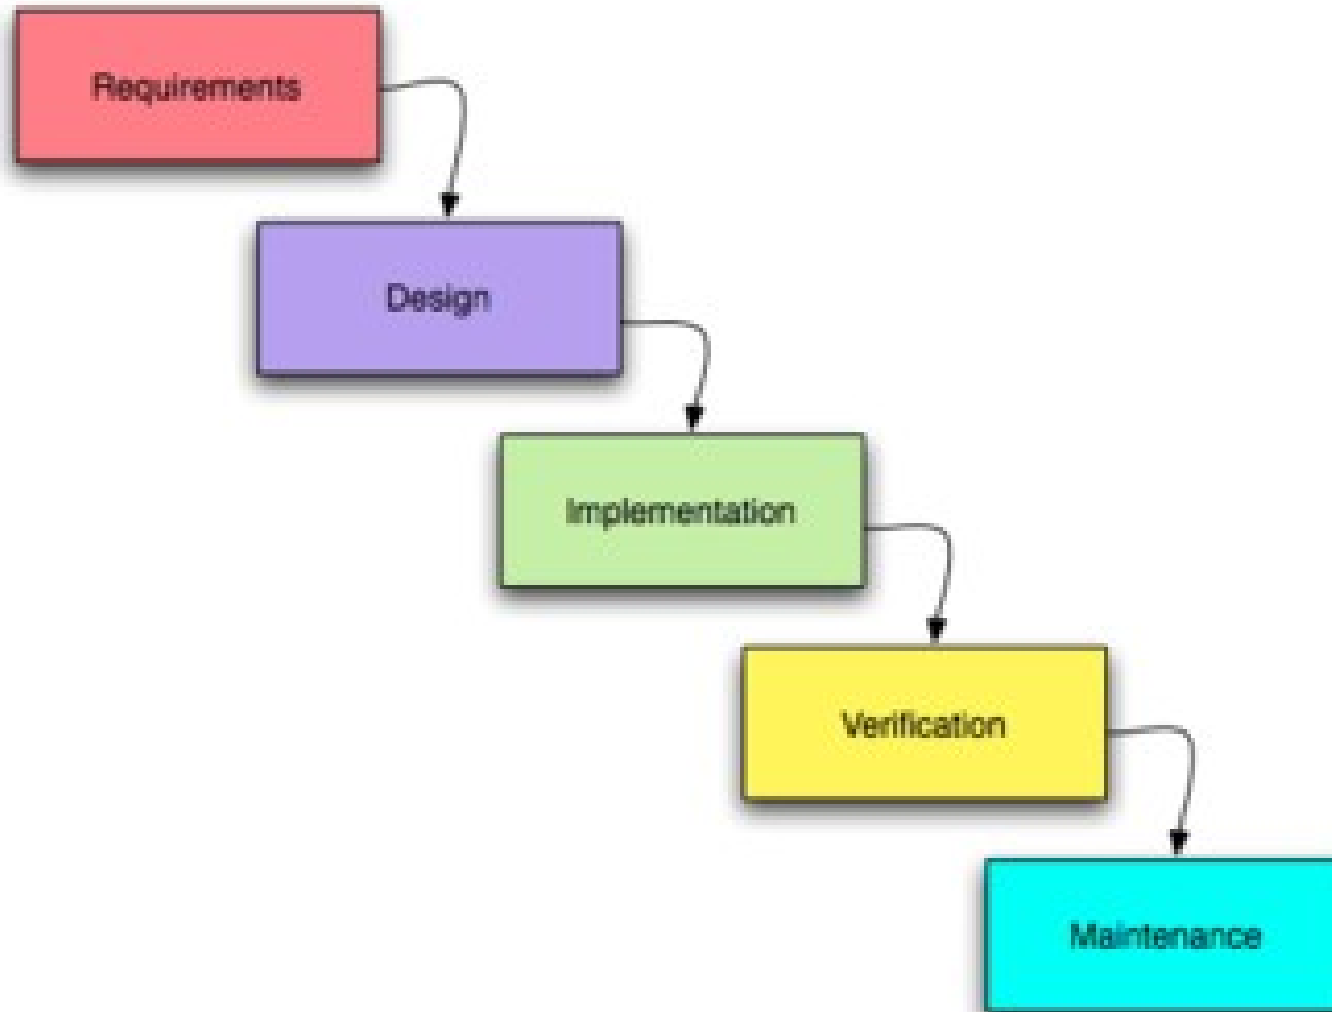 Requirements
Design
Implementation
Verification
Maintenance